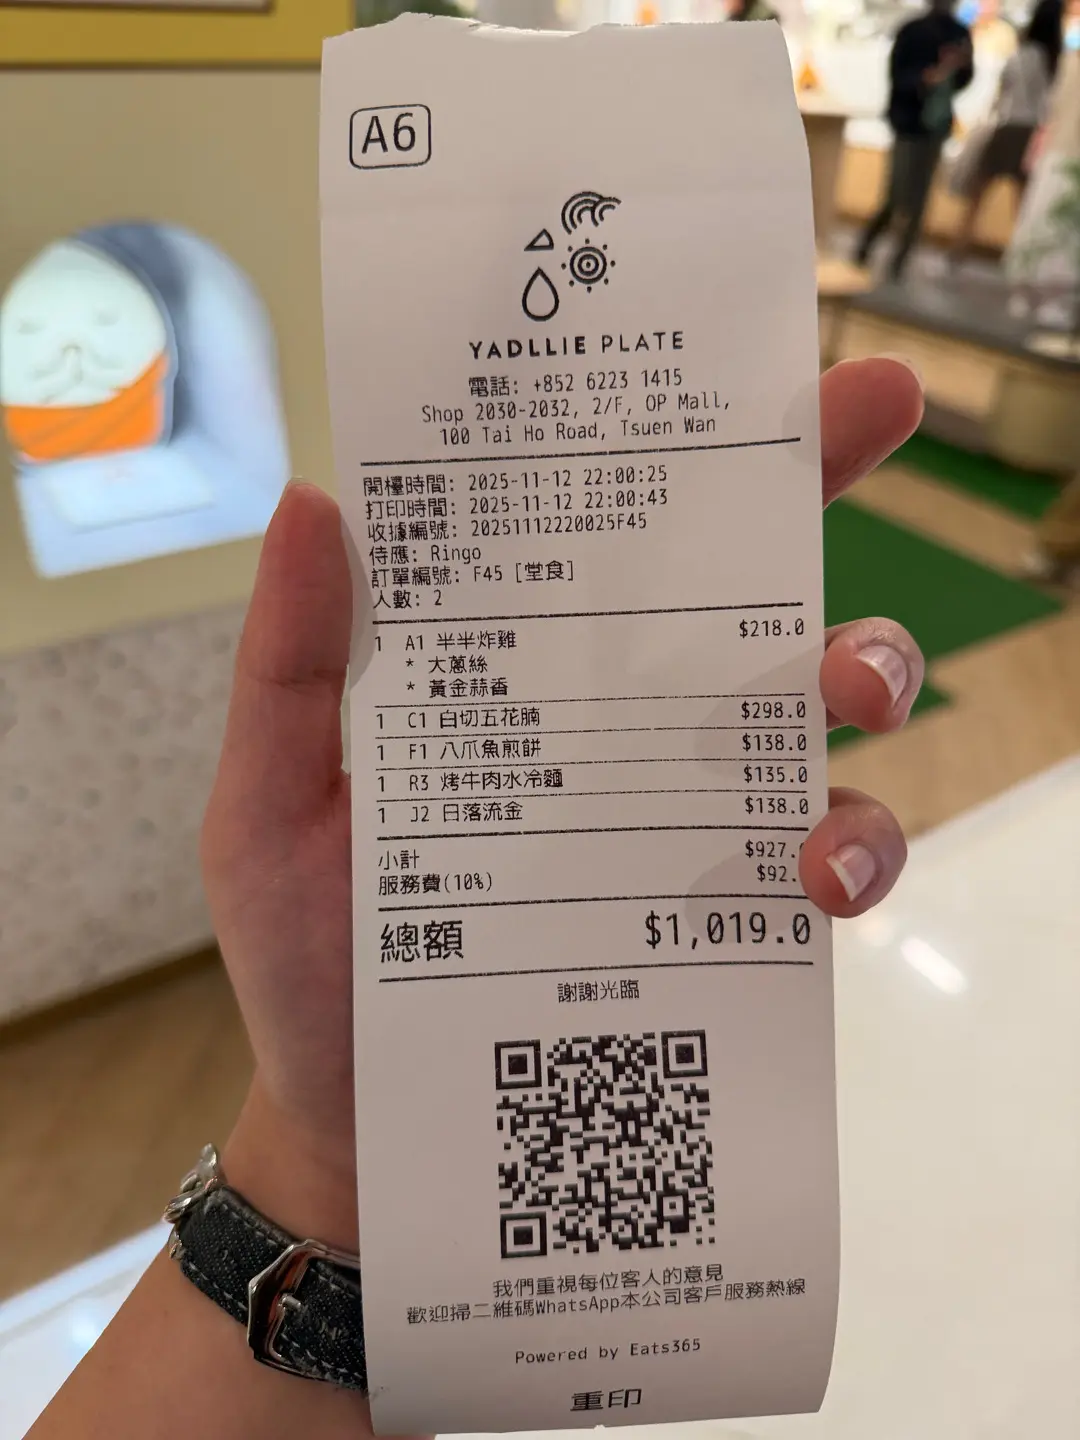 A6
YADLLIE PLATE
電話: +852 6223 1415
Shop 2030-2032, 2/F, OP Mall,
100 Tai Ho Road, Tsuen Wan
開檯時間: 2025-11-12 22:00:25
打印時間: 2025-11-12 22:00:43
收據編號: 20251112220025F45
侍應: Ringo
訂單編號: F45 [堂食]
人數: 2
1 A1 半半炸雞 $218.0
* 大蔥絲
* 黃金蒜香
1 C1 白切五花腩 $298.0
1 F1 八爪魚煎餅 $138.0
1 R3 烤牛肉水冷麵 $135.0
1 J2 日落流金 $138.0
小計 $927.
服務費(10%) $92.
總額 $1,019.0
謝謝光臨
我們重視每位客人的意見
歡迎掃二維碼WhatsApp本公司客戶服務熱線
Powered by Eats365
重印